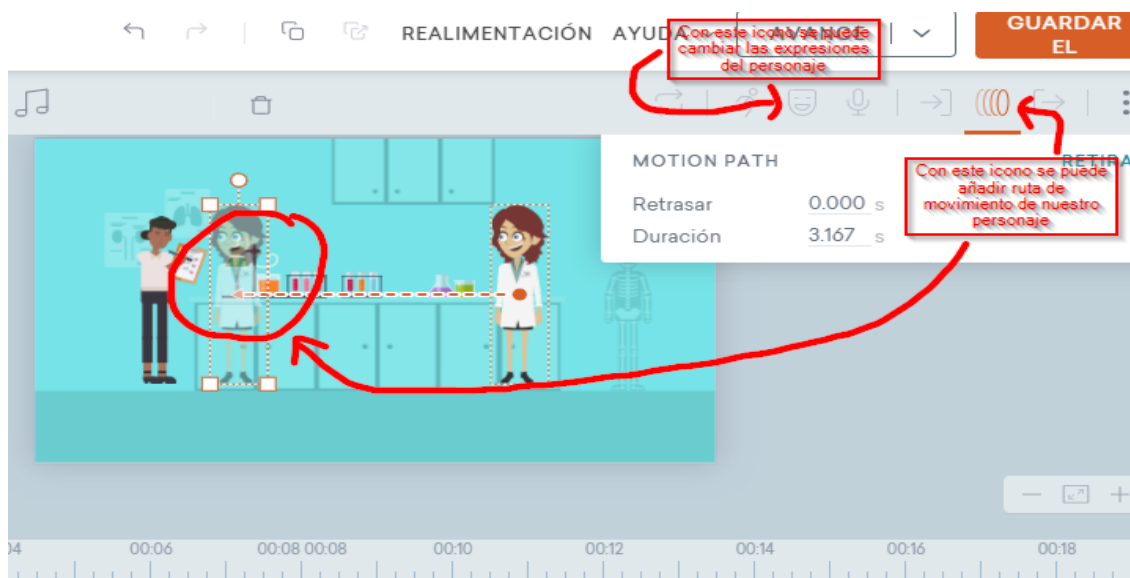 REALIMENTACIÓN AYUDA AVANCE
GUARDAR
EL
Con este icono se puede
cambiar las expresiones
del personaje
MOTION PATH
Retrasar 0.000 s
Duración 3.167 s
Con este icono se puede
añadir ruta de
movimiento de nuestro
personaje
04 00:06 00:08 00:08 00:10 00:12 00:14 00:16 00:18